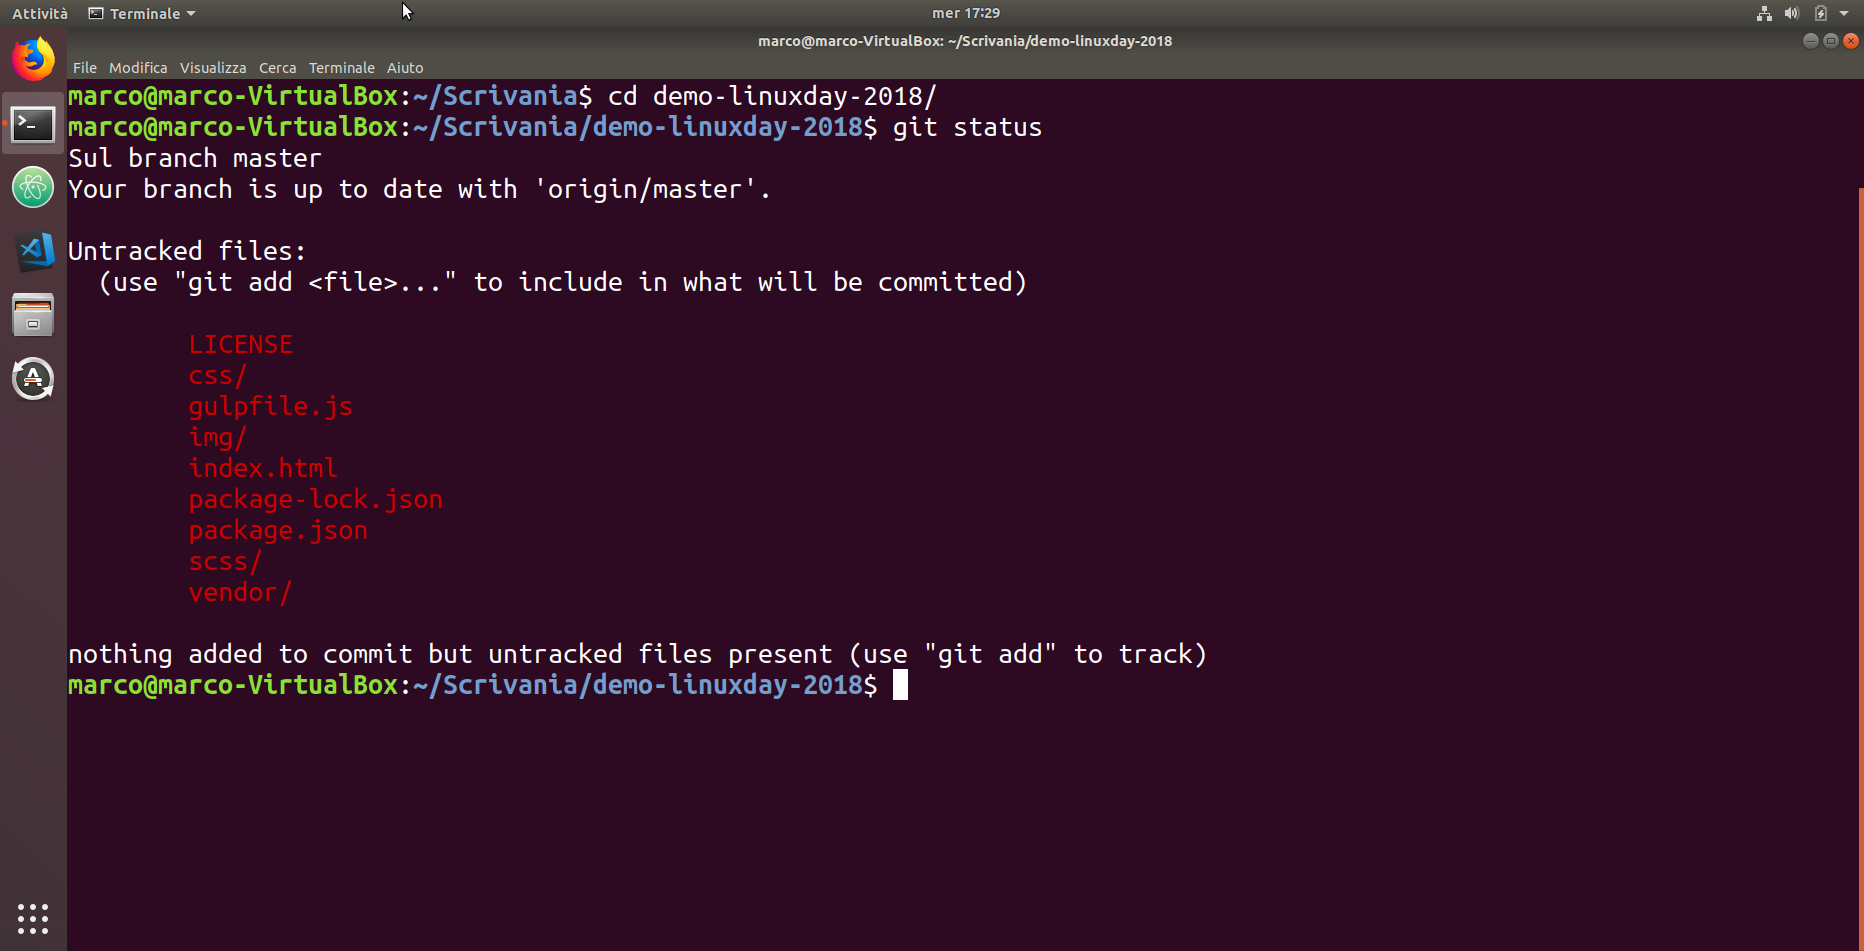 Attività Terminale mer 17:29
marco@marco-VirtualBox: ~/Scrivania/demo-linuxday-2018
File Modifica Visualizza Cerca Terminale Aiuto
marco@marco-VirtualBox:~/Scrivania$ cd demo-linuxday-2018/
marco@marco-VirtualBox:~/Scrivania/demo-linuxday-2018$ git status
Sul branch master
Your branch is up to date with 'origin/master'.
Untracked files:
  (use "git add <file>..." to include in what will be committed)
LICENSE
css/
gulpfile.js
img/
index.html
package-lock.json
package.json
scss/
vendor/
nothing added to commit but untracked files present (use "git add" to track)
marco@marco-VirtualBox:~/Scrivania/demo-linuxday-2018$